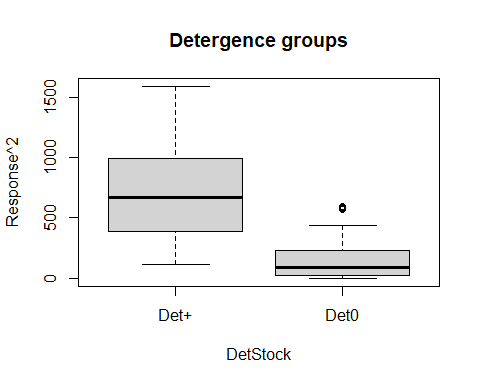 Detergence groups
Response^2
1500
1000
500
0
Det+ Det0
DetStock